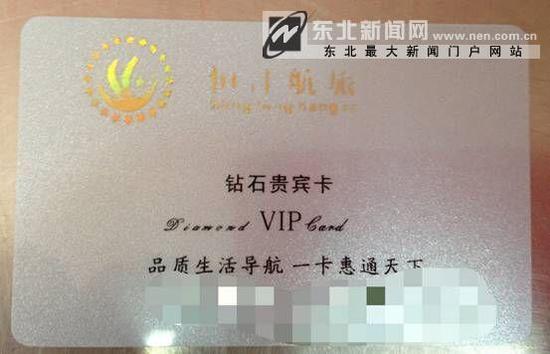 东北新闻网
www.nen.com.cn
东北最大新闻门户网站
航旅
钻石贵宾卡
Diamond VIP Card
品质生活导航 一卡惠通天下